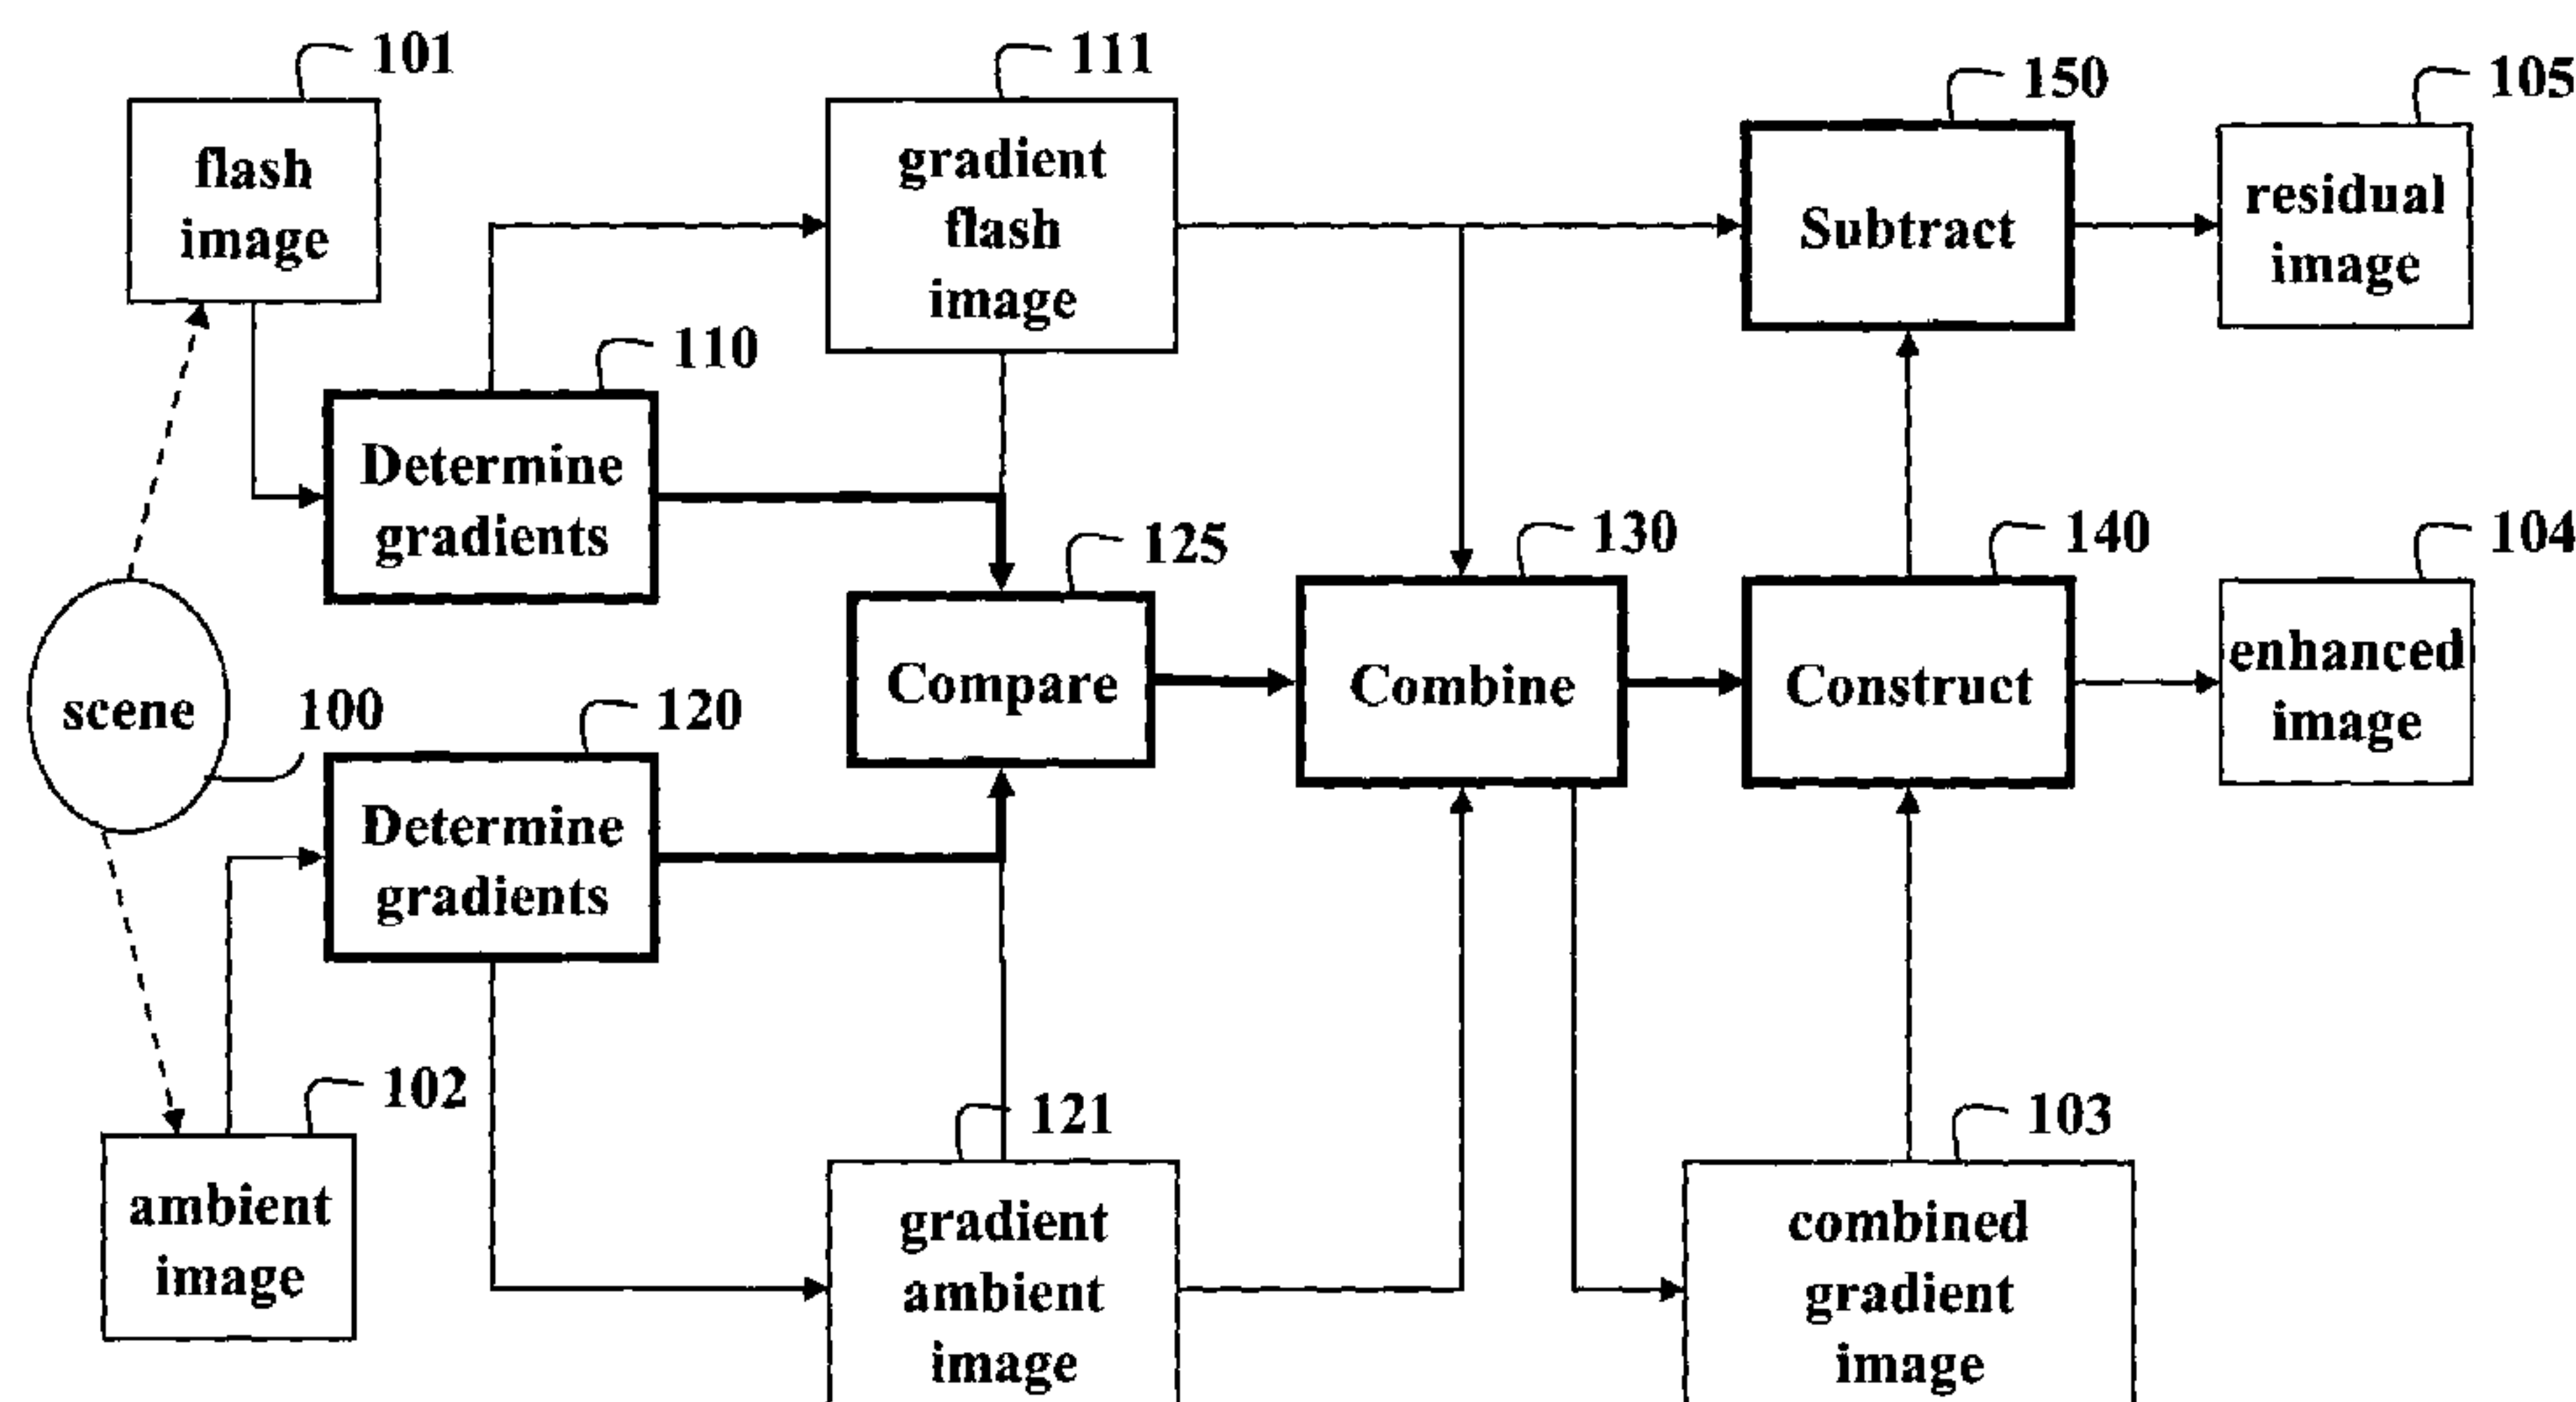 101
flash
image
111
gradient
flash
image
150
Subtract
105
residual
image
110
Determine
gradients
125
Compare
130
Combine
140
Construct
104
enhanced
image
scene
100
120
Determine
gradients
102
ambient
image
121
gradient
ambient
image
103
combined
gradient
image